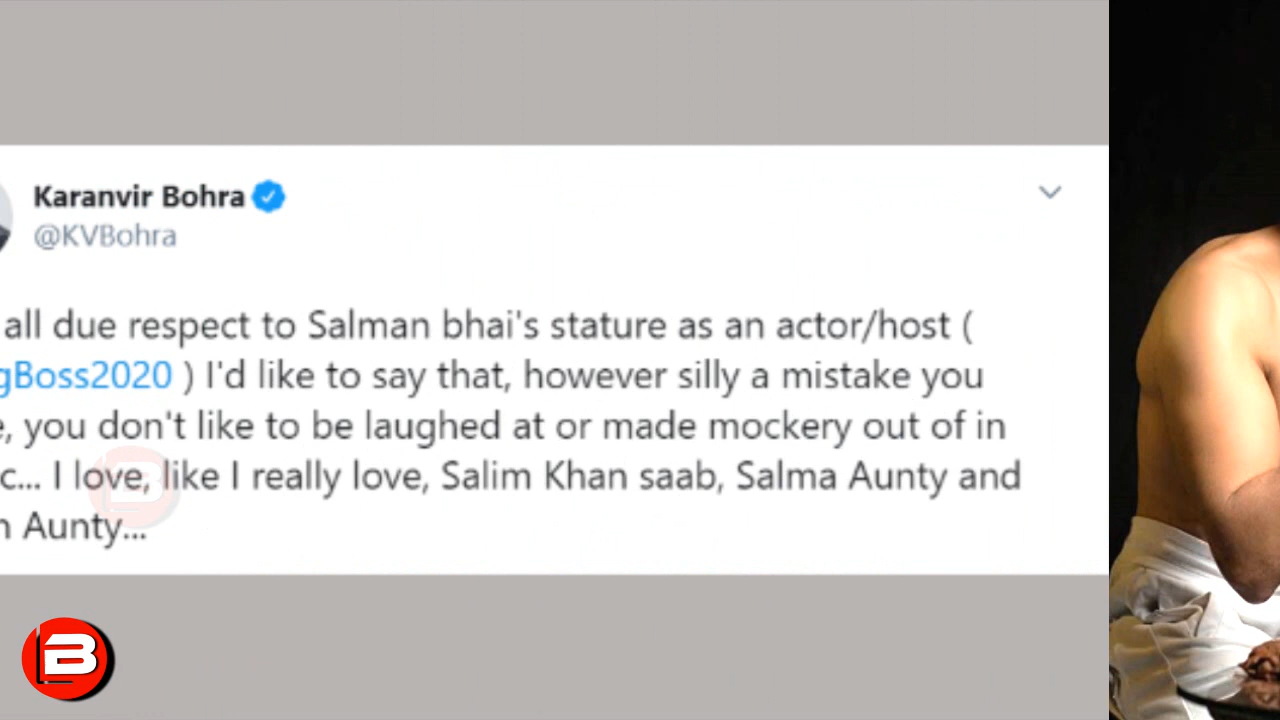 Karanvir Bohra
@KVBohra
all due respect to Salman bhai's stature as an actor/host (
gBoss2020 ) I'd like to say that, however silly a mistake you
, you don't like to be laughed at or made mockery out of in
c... I love, like I really love, Salim Khan saab, Salma Aunty and
n Aunty...
B
B